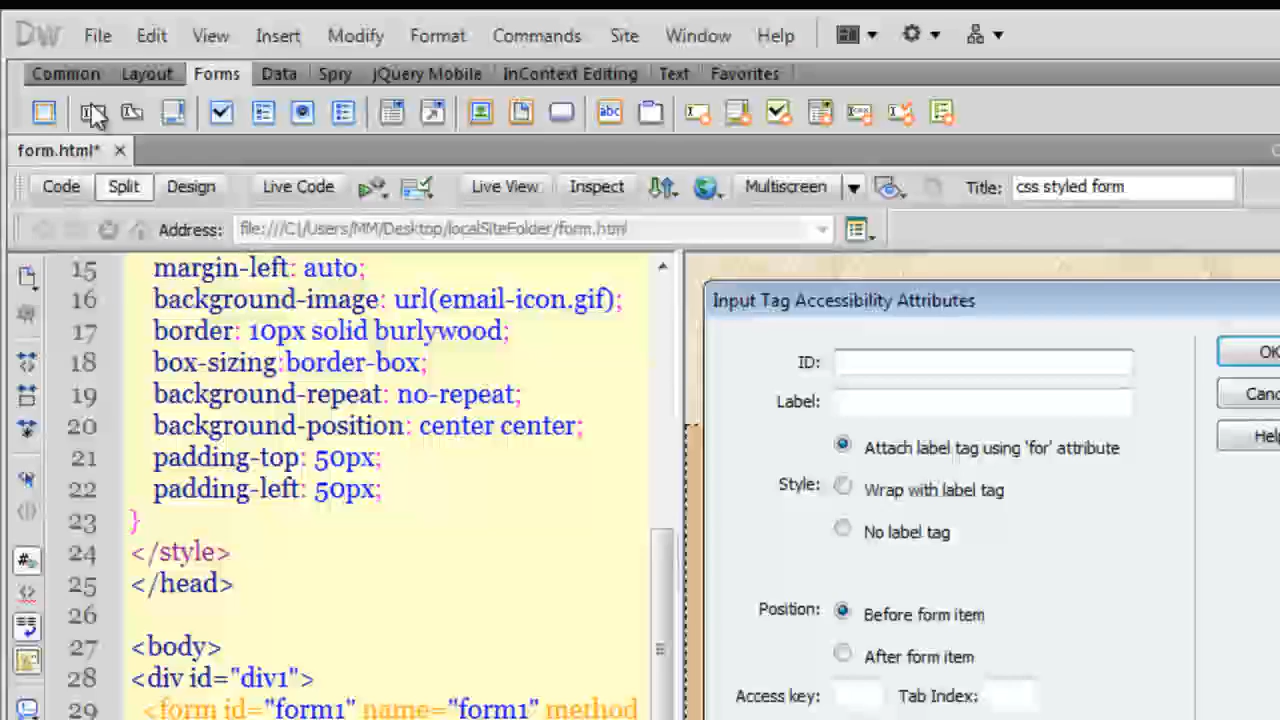 DW File Edit View Insert Modify Format Commands Site Window Help
Common Layout Forms Data Spry jQuery Mobile InContext Editing Text Favorites
abc
form.html* ×
Code Split Design Live Code Live View Inspect Multiscreen Title: css styled form
Address: file:///C|/Users/MM/Desktop/localSiteFolder/form.html
15 margin-left: auto;
16 background-image: url(email-icon.gif);
17 border: 10px solid burlywood;
18 box-sizing:border-box;
19 background-repeat: no-repeat;
20 background-position: center center;
21 padding-top: 50px;
22 padding-left: 50px;
23 }
24 </style>
25 </head>
26
27 <body>
28 <div id="div1">
29 <form id="form1" name="form1" method
Input Tag Accessibility Attributes
ID:
Label:
Attach label tag using 'for' attribute
Style: Wrap with label tag
No label tag
Position: Before form item
After form item
Access key: Tab Index:
OK
Canc
Help